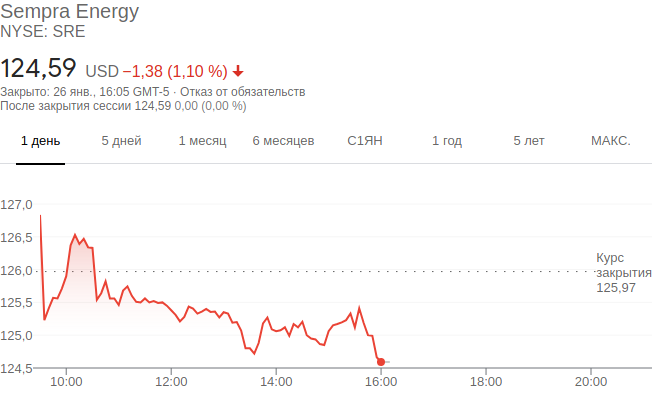 Sempra Energy
NYSE: SRE
124,59 USD −1,38 (1,10 %)
Закрыто: 26 янв., 16:05 GMT-5 · Отказ от обязательств
После закрытия сессии 124,59 0,00 (0,00 %)
1 день 5 дней 1 месяц 6 месяцев С1ЯН 1 год 5 лет МАКС.
127,0
126,5
Курс
126,0 закрытия
125,97
125,5
125,0
124,5
10:00 12:00 14:00 16:00 18:00 20:00